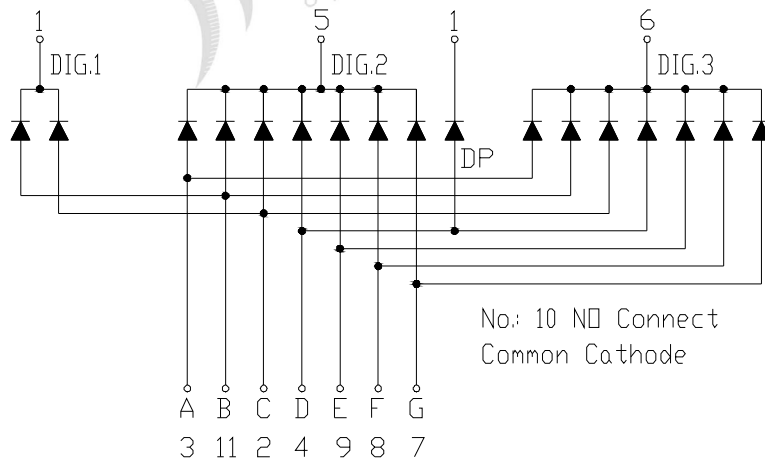 1 5 1 6
DIG.1 DIG.2 DIG.3
DP
No.: 10 NO Connect
Common Cathode
A B C D E F G
3 11 2 4 9 8 7